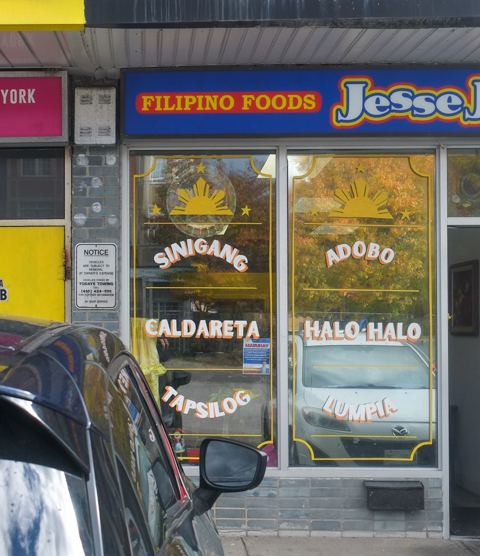 YORK
FILIPINO FOODS
Jesse J
NOTICE
SINIGANG
ADOBO
CALDARETA
HALO HALO
TAPSILOG
LUMPIA